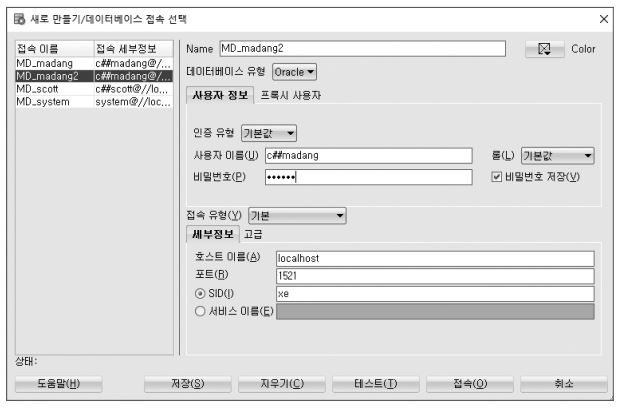 새로 만들기/데이터베이스 접속 선택
접속 이름 접속 세부정보
MD_madang c##madang@/...
MD_madang2 c##madang@/...
MD_scott c##scott@//lo...
MD_system system@//loc...
Name MD_madang2 Color
데이터베이스 유형 Oracle
사용자 정보 프록시 사용자
인증 유형 기본값
사용자 이름(U) c##madang 롤(L) 기본값
비밀번호(P) •••••• 비밀번호 저장(V)
접속 유형(Y) 기본
세부정보 고급
호스트 이름(A) localhost
포트(R) 1521
SID(I) xe
서비스 이름(E)
상태:
도움말(H) 저장(S) 지우기(C) 테스트(T) 접속(O) 취소